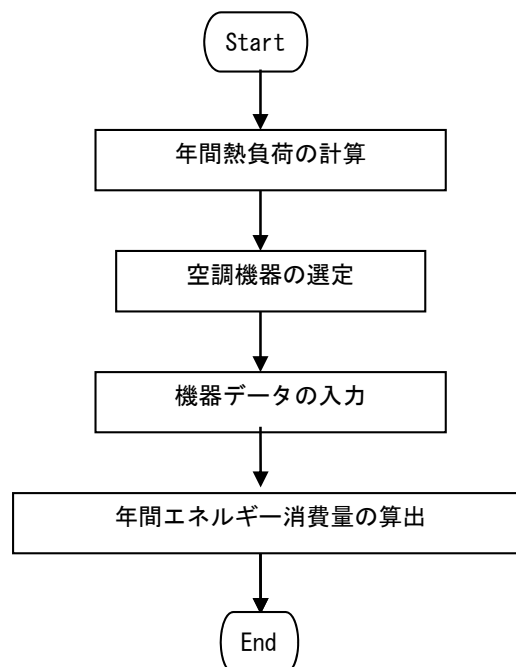 Start
年間熱負荷の計算
空調機器の選定
機器データの入力
年間エネルギー消費量の算出
End